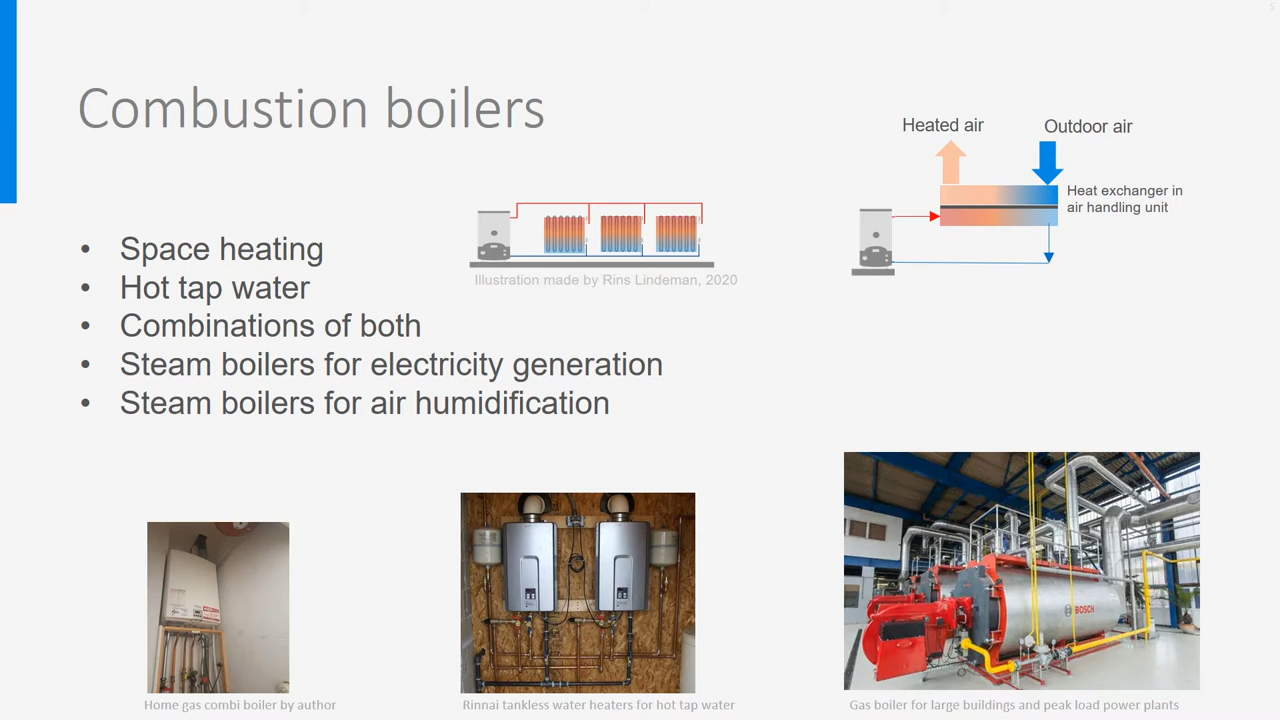 Combustion boilers
Heated air
Outdoor air
Heat exchanger in
air handling unit
Illustration made by Rins Lindeman, 2020
• Space heating
• Hot tap water
• Combinations of both
• Steam boilers for electricity generation
• Steam boilers for air humidification
BOSCH
Home gas combi boiler by author
Rinnai tankless water heaters for hot tap water
Gas boiler for large buildings and peak load power plants